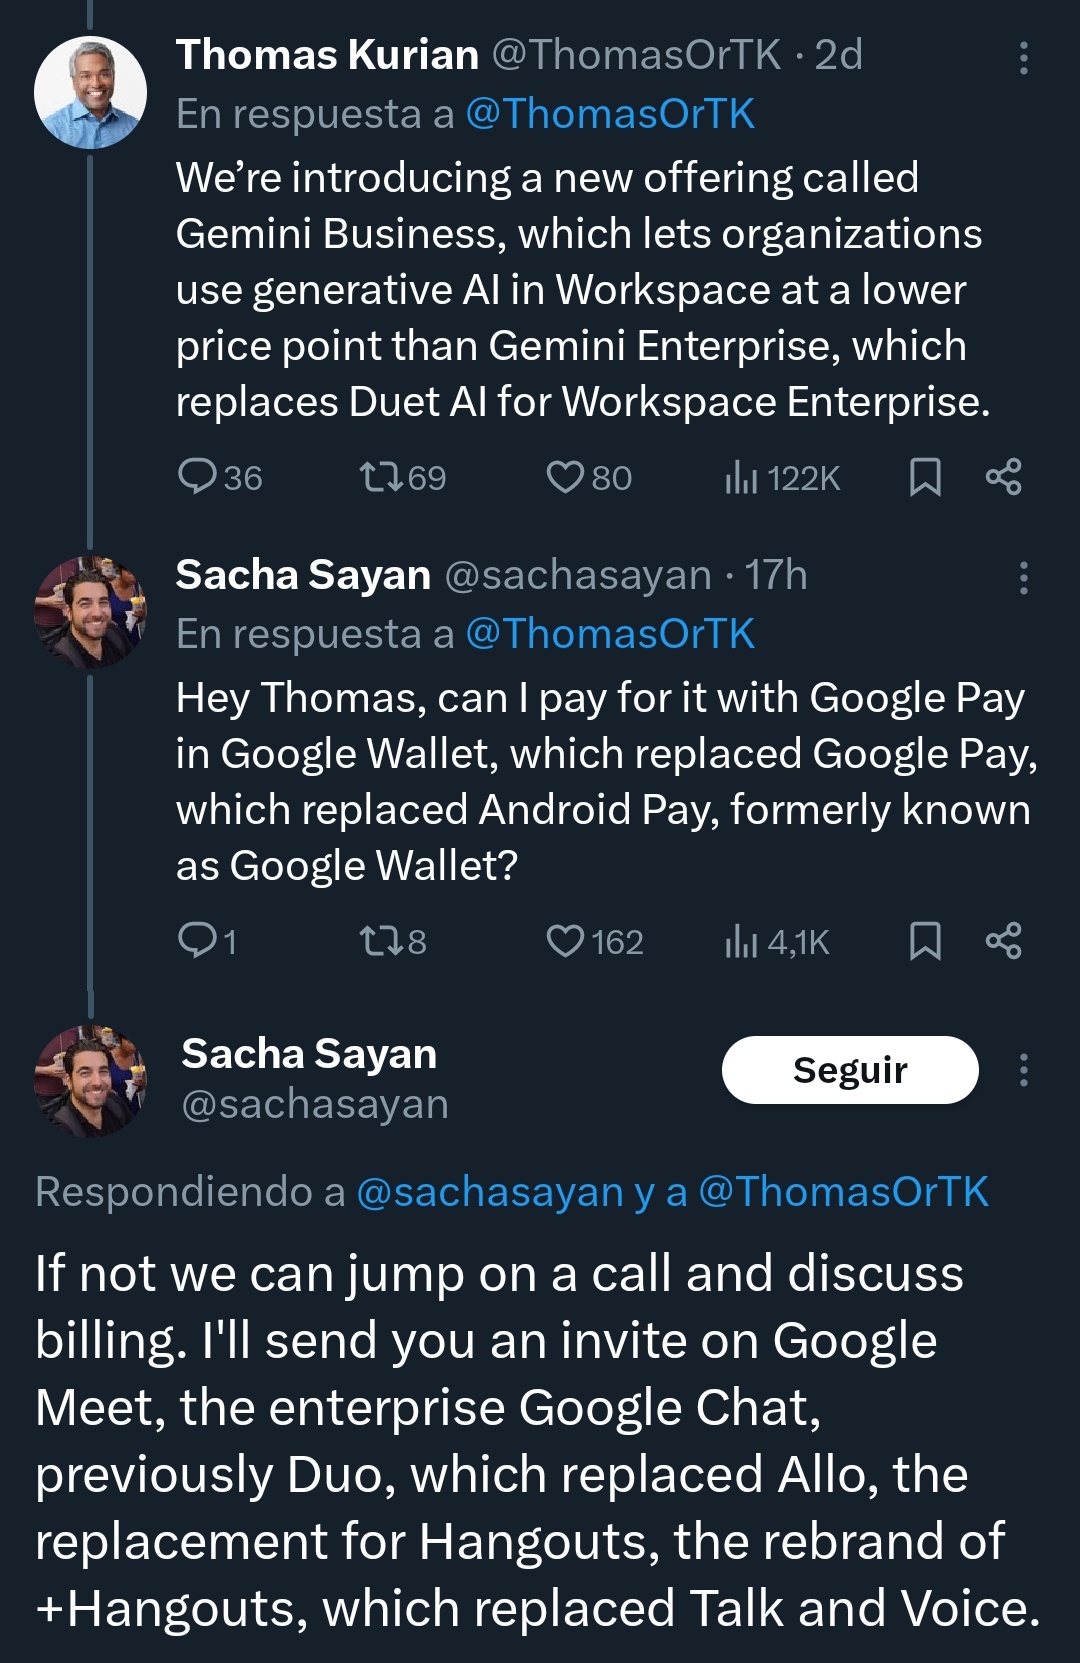 Thomas Kurian @ThomasOrTK · 2d
En respuesta a @ThomasOrTK
We’re introducing a new offering called
Gemini Business, which lets organizations
use generative AI in Workspace at a lower
price point than Gemini Enterprise, which
replaces Duet AI for Workspace Enterprise.
36 69 80 122K
Sacha Sayan @sachasayan · 17h
En respuesta a @ThomasOrTK
Hey Thomas, can I pay for it with Google Pay
in Google Wallet, which replaced Google Pay,
which replaced Android Pay, formerly known
as Google Wallet?
1 8 162 4,1K
Sacha Sayan
@sachasayan
Seguir
Respondiendo a @sachasayan y a @ThomasOrTK
If not we can jump on a call and discuss
billing. I'll send you an invite on Google
Meet, the enterprise Google Chat,
previously Duo, which replaced Allo, the
replacement for Hangouts, the rebrand of
+Hangouts, which replaced Talk and Voice.